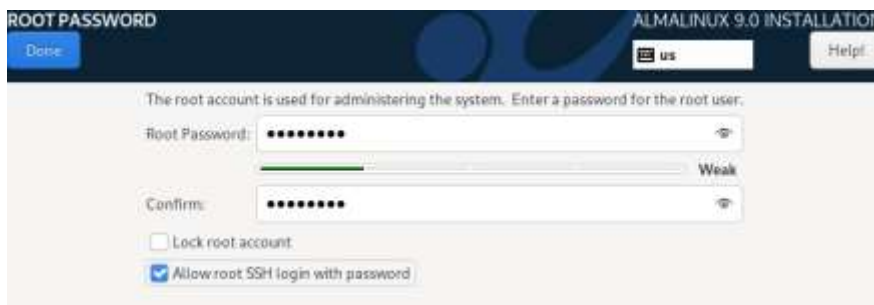 ROOT PASSWORD
ALMALINUX 9.0 INSTALLATION
Done
us
Help!
The root account is used for administering the system. Enter a password for the root user.
Root Password: ●●●●●●●●
Weak
Confirm: ●●●●●●●●
Lock root account
Allow root SSH login with password